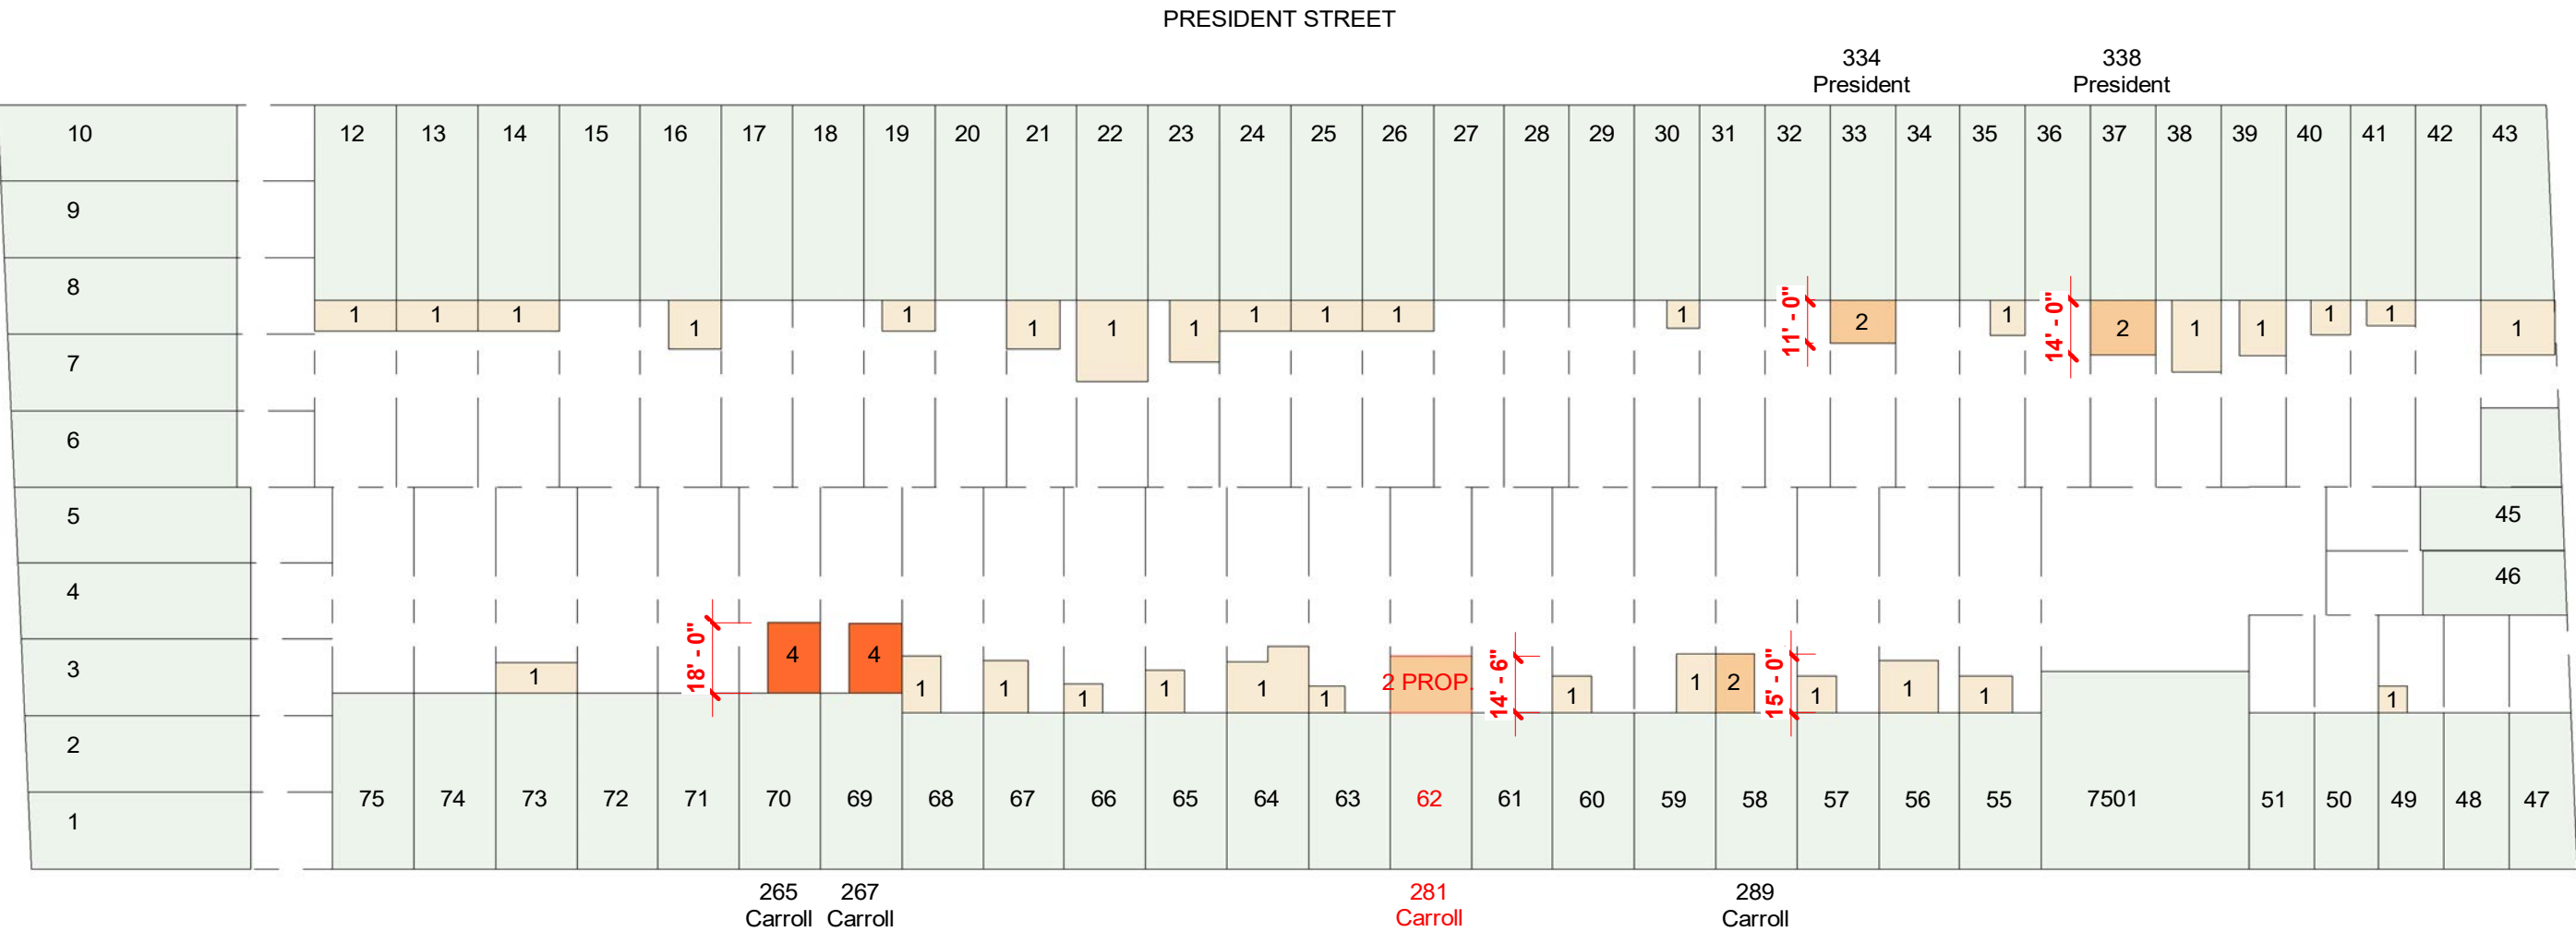 PRESIDENT STREET
334 338
President President
10 12 13 14 15 16 17 18 19 20 21 22 23 24 25 26 27 28 29 30 31 32 33 34 35 36 37 38 39 40 41 42 43
9
8
1 1 1 1 1 1 1 1 1 1 1 1 11' - 0" 2 1 14' - 0" 2 1 1 1 1 1
7
6
5 45
4 46
3 1 18' - 0" 4 4 1 1 1 1 1 1 2 PROP. 14' - 6" 1 1 2 15' - 0" 1 1 1 1
2
75 74 73 72 71 70 69 68 67 66 65 64 63 62 61 60 59 58 57 56 55 7501 51 50 49 48 47
1
265 267 281 289
Carroll Carroll Carroll Carroll